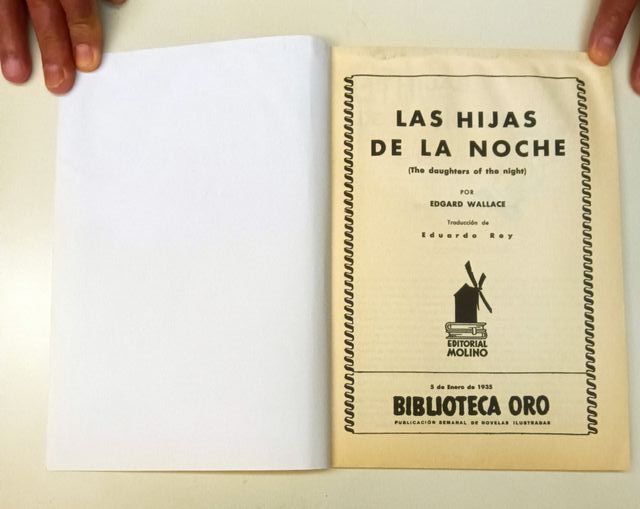 LAS HIJAS
DE LA NOCHE
(The daughters of the night)
POR
EDGARD WALLACE
Traducción de
Eduardo Roy
EDITORIAL
MOLINO
5 de Enero de 1935
BIBLIOTECA ORO
PUBLICACIÓN SEMANAL DE NOVELAS ILUSTRADAS